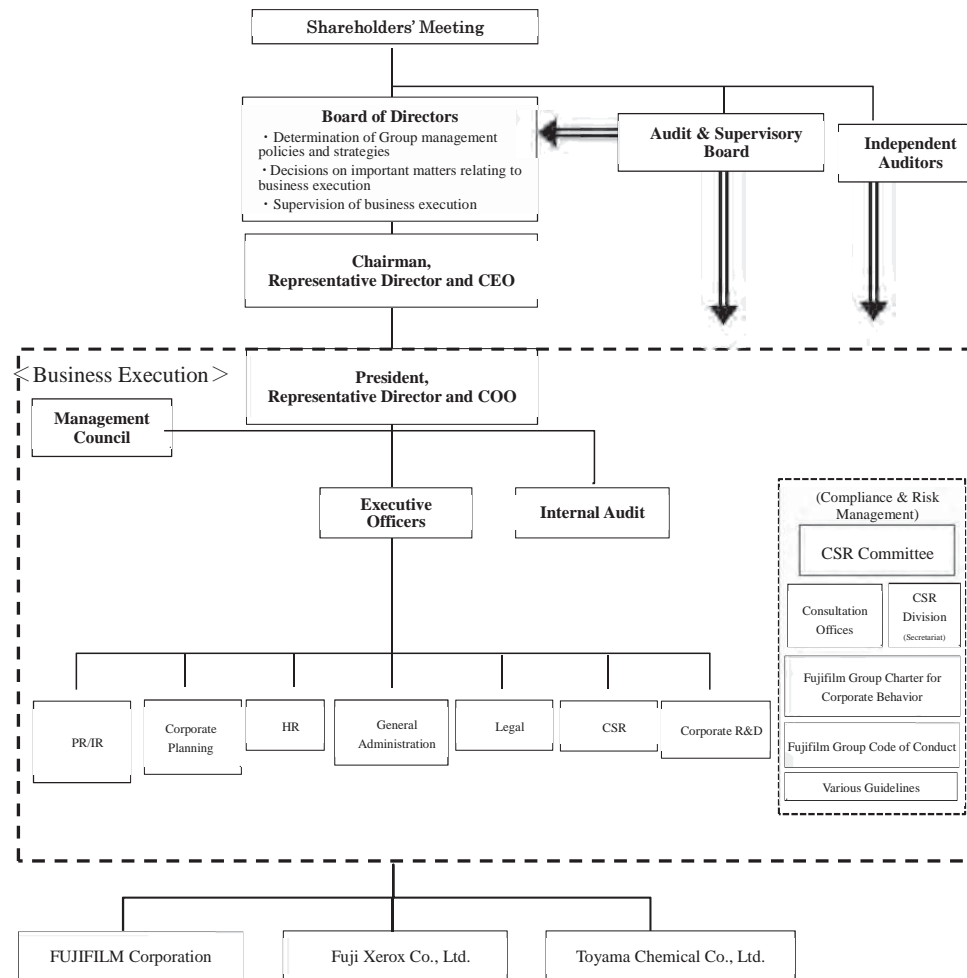 Shareholders' Meeting
Board of Directors
・Determination of Group management
policies and strategies
・Decisions on important matters relating to
business execution
・Supervision of business execution
Audit & Supervisory
Board
Independent
Auditors
Chairman,
Representative Director and CEO
＜Business Execution＞
President,
Representative Director and COO
Management
Council
Executive
Officers
Internal Audit
(Compliance & Risk
Management)
CSR Committee
Consultation
Offices
CSR
Division
(Secretariat)
Fujifilm Group Charter for
Corporate Behavior
Fujifilm Group Code of Conduct
Various Guidelines
PR/IR
Corporate
Planning
HR
General
Administration
Legal
CSR
Corporate R&D
FUJIFILM Corporation
Fuji Xerox Co., Ltd.
Toyama Chemical Co., Ltd.